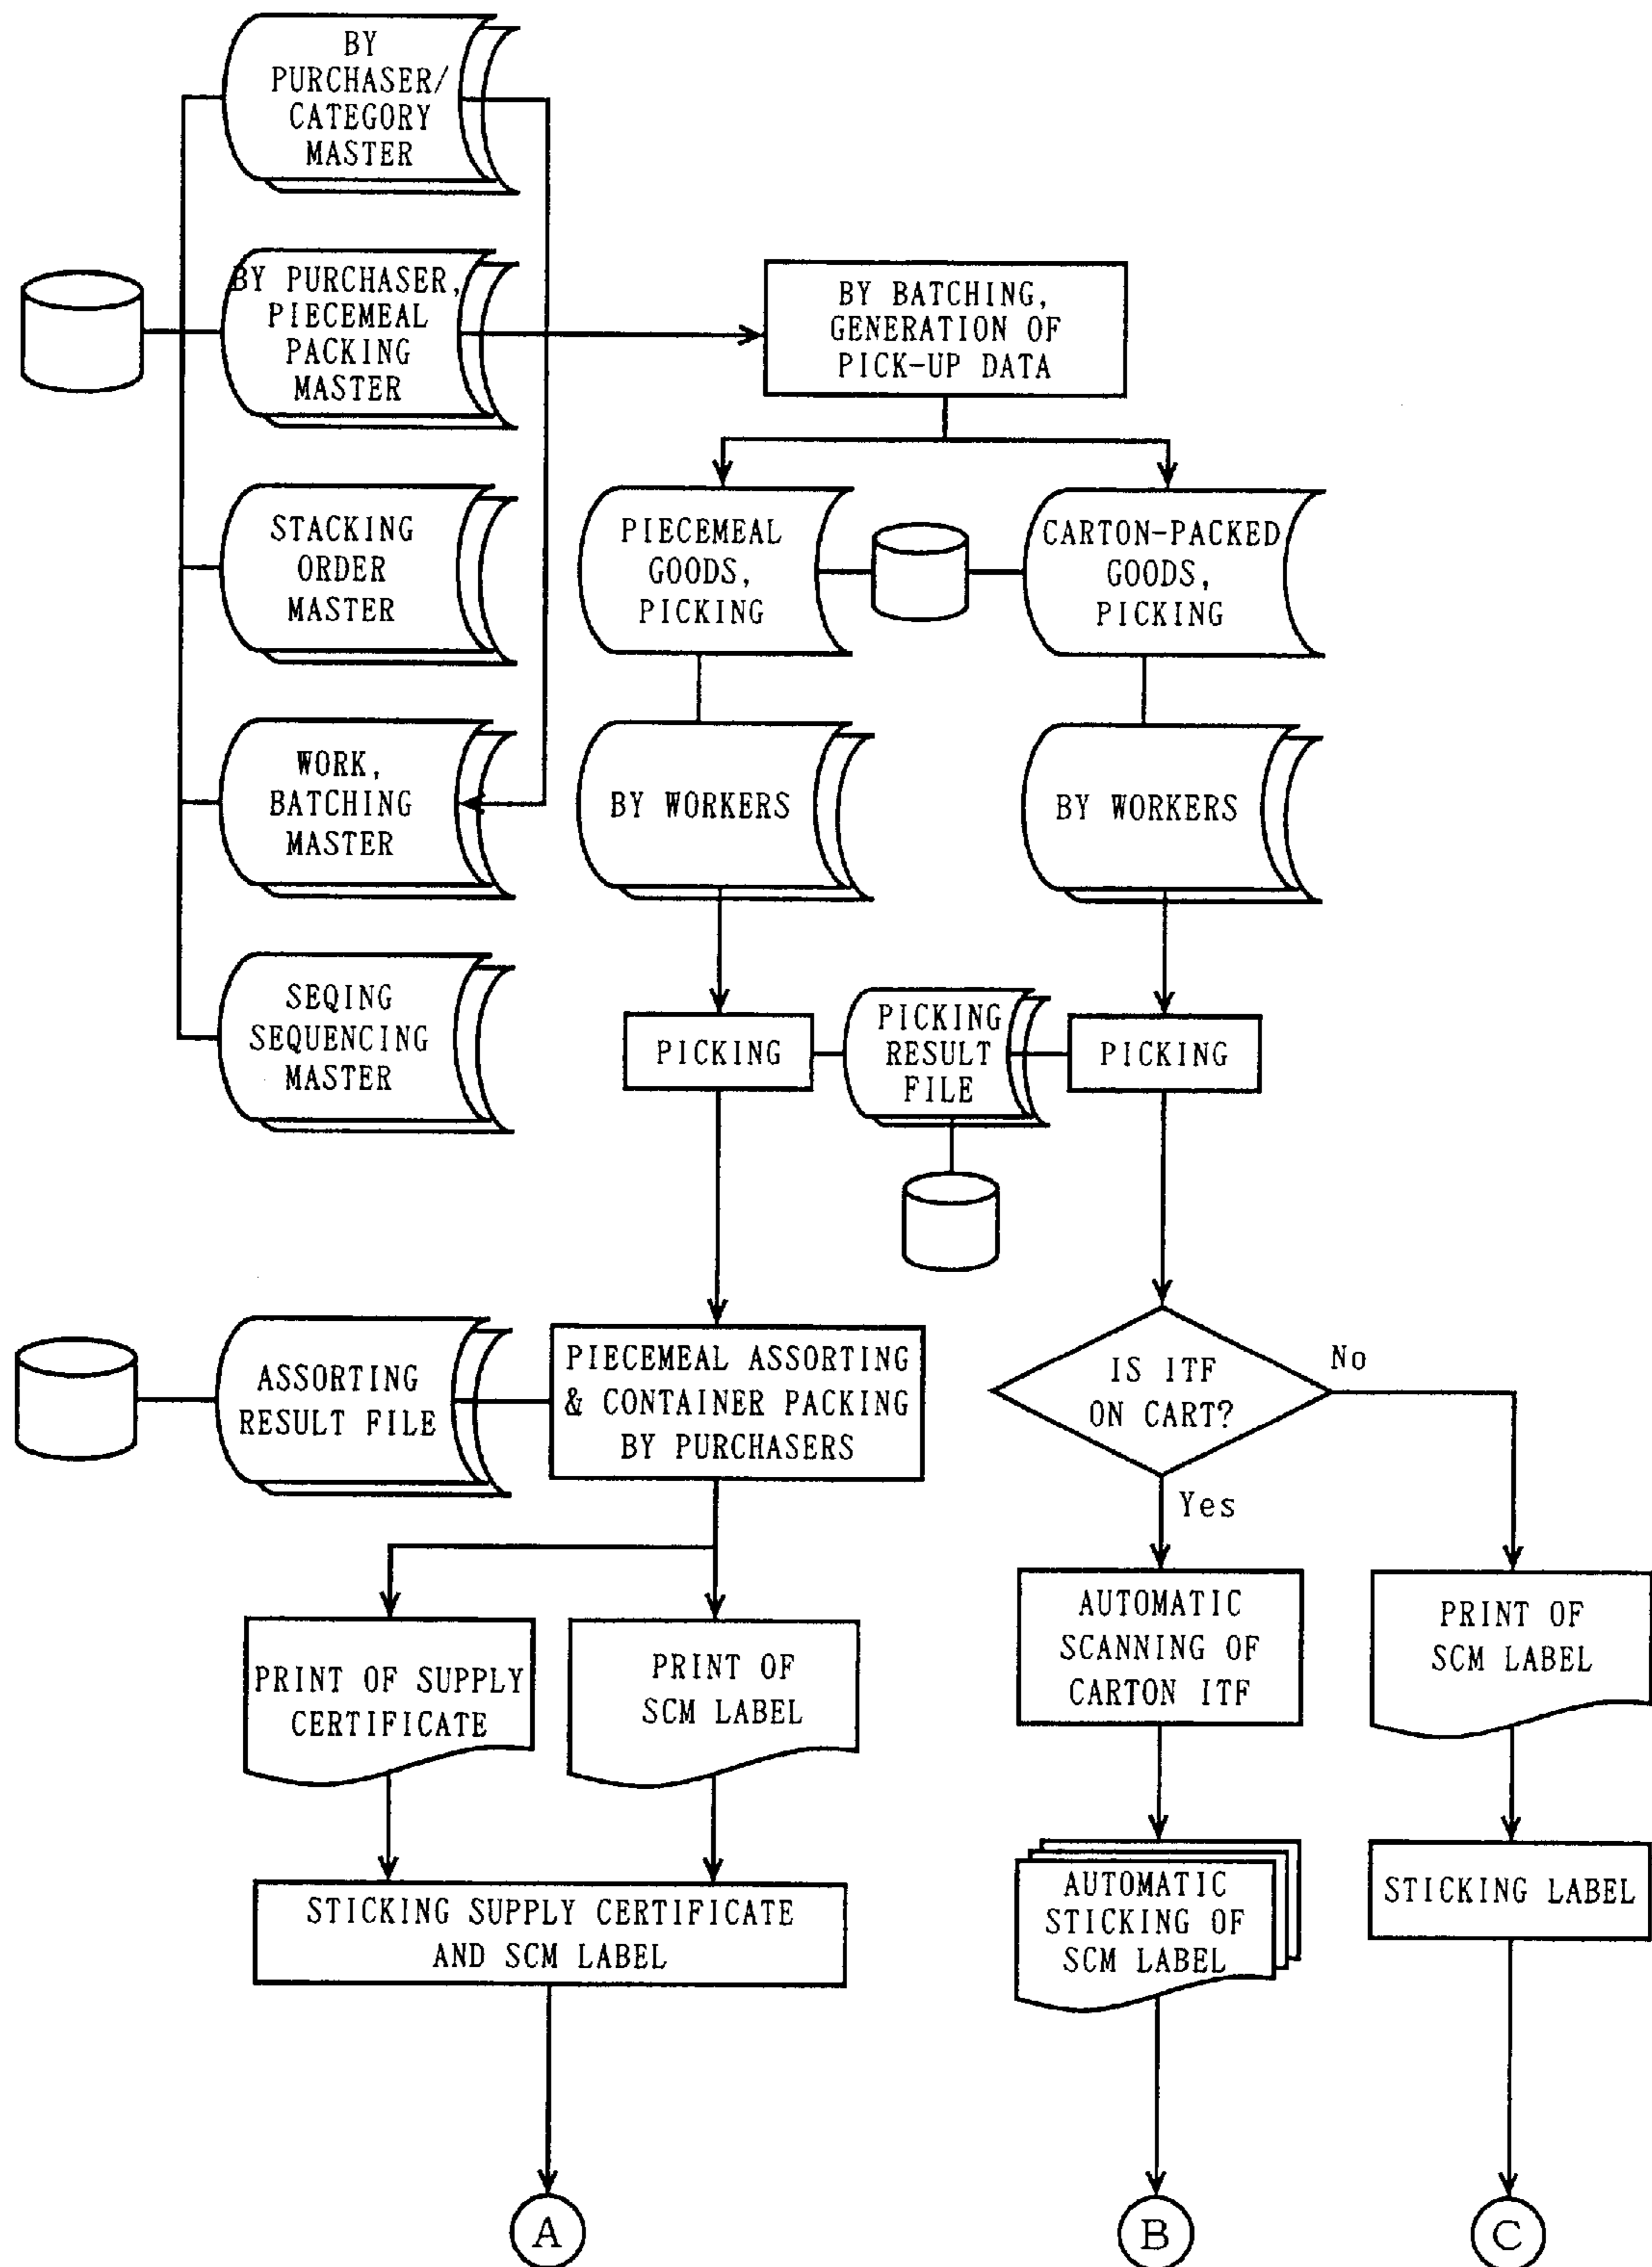 BY
PURCHASER/
CATEGORY
MASTER
BY PURCHASER,
PIECEMEAL
PACKING
MASTER
BY BATCHING,
GENERATION OF
PICK-UP DATA
STACKING
ORDER
MASTER
PIECEMEAL
GOODS,
PICKING
CARTON-PACKED
GOODS,
PICKING
WORK,
BATCHING
MASTER
BY WORKERS
BY WORKERS
SEQING
SEQUENCING
MASTER
PICKING
PICKING
RESULT
FILE
PICKING
ASSORTING
RESULT FILE
PIECEMEAL ASSORTING
& CONTAINER PACKING
BY PURCHASERS
IS ITF
ON CART?
No
Yes
PRINT OF SUPPLY
CERTIFICATE
PRINT OF
SCM LABEL
AUTOMATIC
SCANNING OF
CARTON ITF
PRINT OF
SCM LABEL
STICKING SUPPLY CERTIFICATE
AND SCM LABEL
AUTOMATIC
STICKING OF
SCM LABEL
STICKING LABEL
A
B
C